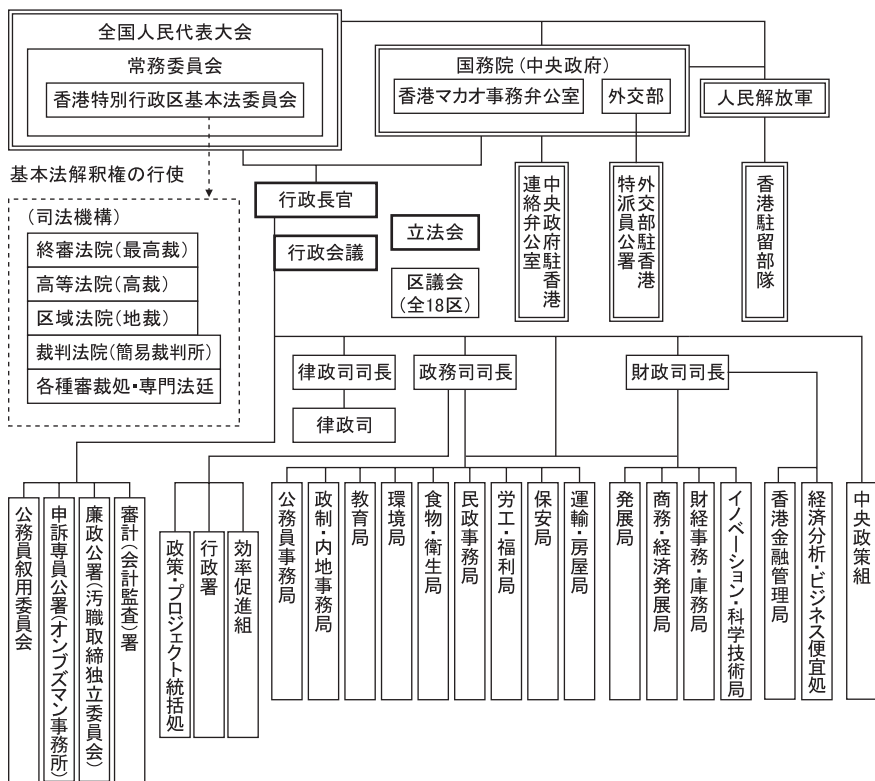 全国人民代表大会
常務委員会
香港特別行政区基本法委員会
国務院(中央政府)
香港マカオ事務弁公室
外交部
人民解放軍
基本法解釈権の行使
(司法機構)
終審法院(最高裁)
高等法院(高裁)
区域法院(地裁)
裁判法院(簡易裁判所)
各種審裁処・専門法廷
行政長官
行政会議
立法会
区議会
(全18区)
中央政府駐香港
連絡弁公室
外交部駐香港
特派員公署
香港駐留部隊
律政司司長
政務司司長
財政司司長
律政司
公務員叙用委員会
申訴専員公署(オンブズマン事務所)
廉政公署(汚職取締独立委員会)
審計(会計監査)署
政策・プロジェクト統括処
行政署
効率促進組
公務員事務局
政制・内地事務局
教育局
環境局
食物・衛生局
民政事務局
労工・福利局
保安局
運輸・房屋局
発展局
商務・経済発展局
財経事務・庫務局
イノベーション・科学技術局
香港金融管理局
経済分析・ビジネス便宜処
中央政策組